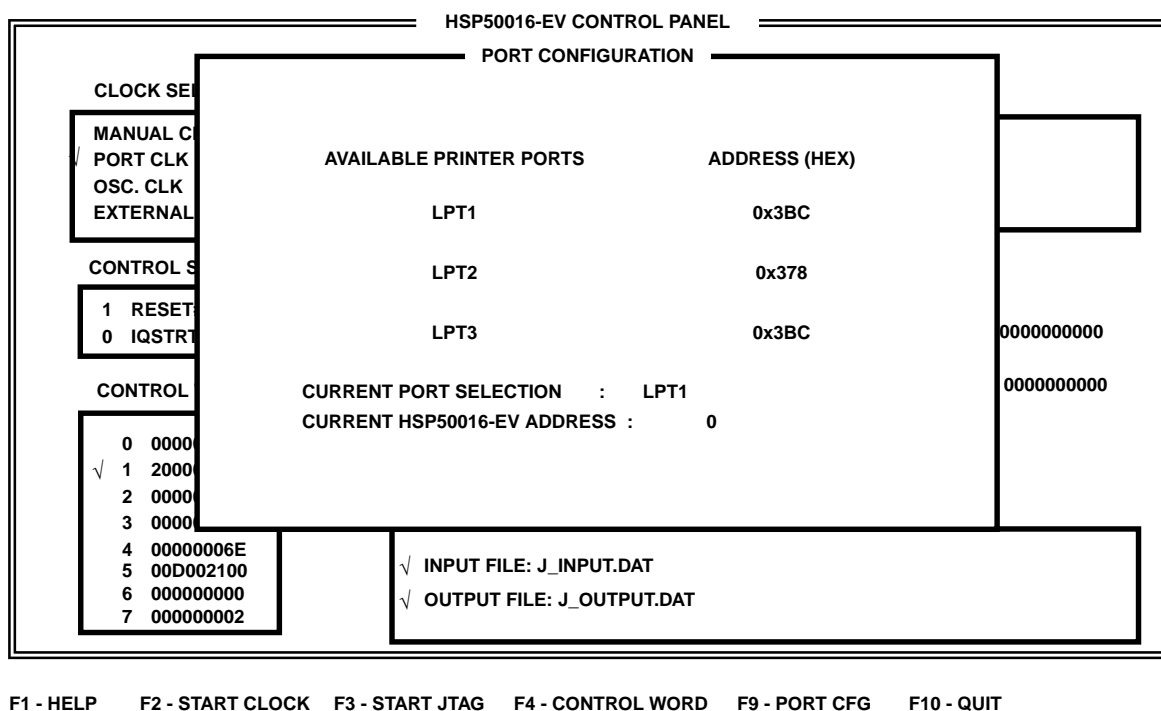 HSP50016-EV CONTROL PANEL
PORT CONFIGURATION
CLOCK
MANUAL
√ PORT CLK
OSC. CLK
EXTERNAL
AVAILABLE PRINTER PORTS ADDRESS (HEX)
LPT1 0x3BC
LPT2 0x378
LPT3 0x3BC
CURRENT PORT SELECTION : LPT1
CURRENT HSP50016-EV ADDRESS : 0
CONTROL
1 RESET
0 IQSTRT
0000000000
0000000000
CONTROL
0 0000
√ 1 2000
2 0000
3 0000
4 00000006E
5 00D002100
6 000000000
7 000000002
√ INPUT FILE: J_INPUT.DAT
√ OUTPUT FILE: J_OUTPUT.DAT
F1 - HELP F2 - START CLOCK F3 - START JTAG F4 - CONTROL WORD F9 - PORT CFG F10 - QUIT